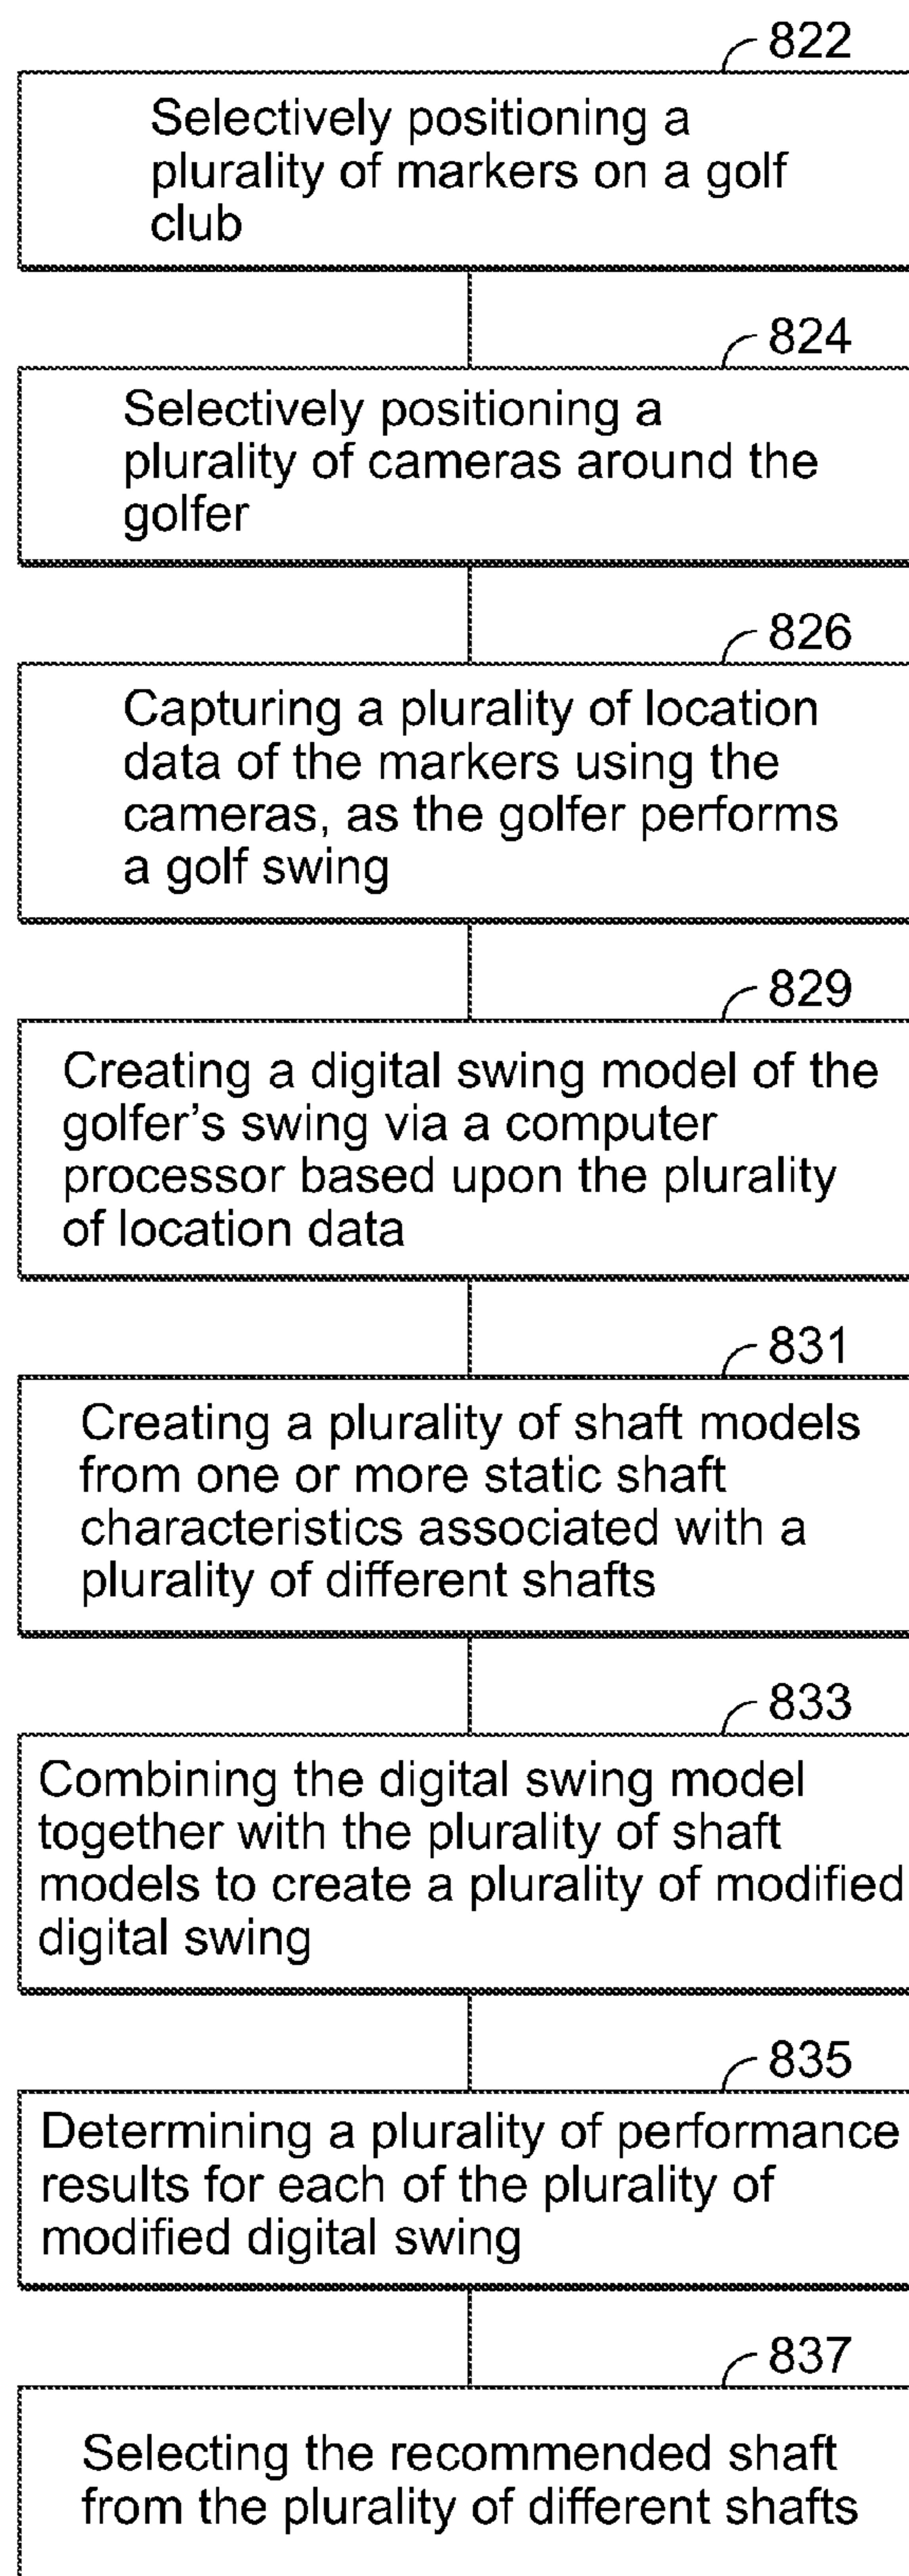 822
Selectively positioning a
plurality of markers on a golf
club
824
Selectively positioning a
plurality of cameras around the
golfer
826
Capturing a plurality of location
data of the markers using the
cameras, as the golfer performs
a golf swing
829
Creating a digital swing model of the
golfer's swing via a computer
processor based upon the plurality
of location data
831
Creating a plurality of shaft models
from one or more static shaft
characteristics associated with a
plurality of different shafts
833
Combining the digital swing model
together with the plurality of shaft
models to create a plurality of modified
digital swing
835
Determining a plurality of performance
results for each of the plurality of
modified digital swing
837
Selecting the recommended shaft
from the plurality of different shafts